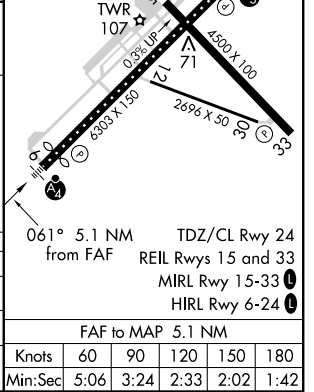 TWR
107
0.3% UP
71
4500 X 100
12
2696 X 50
6303 X 150
30
P
P
P
33
6
A4
061° 5.1 NM
from FAF
TDZ/CL Rwy 24
REIL Rwys 15 and 33
MIRL Rwy 15-33 L
HIRL Rwy 6-24 L
FAF to MAP 5.1 NM
Knots 60 90 120 150 180
Min:Sec 5:06 3:24 2:33 2:02 1:42